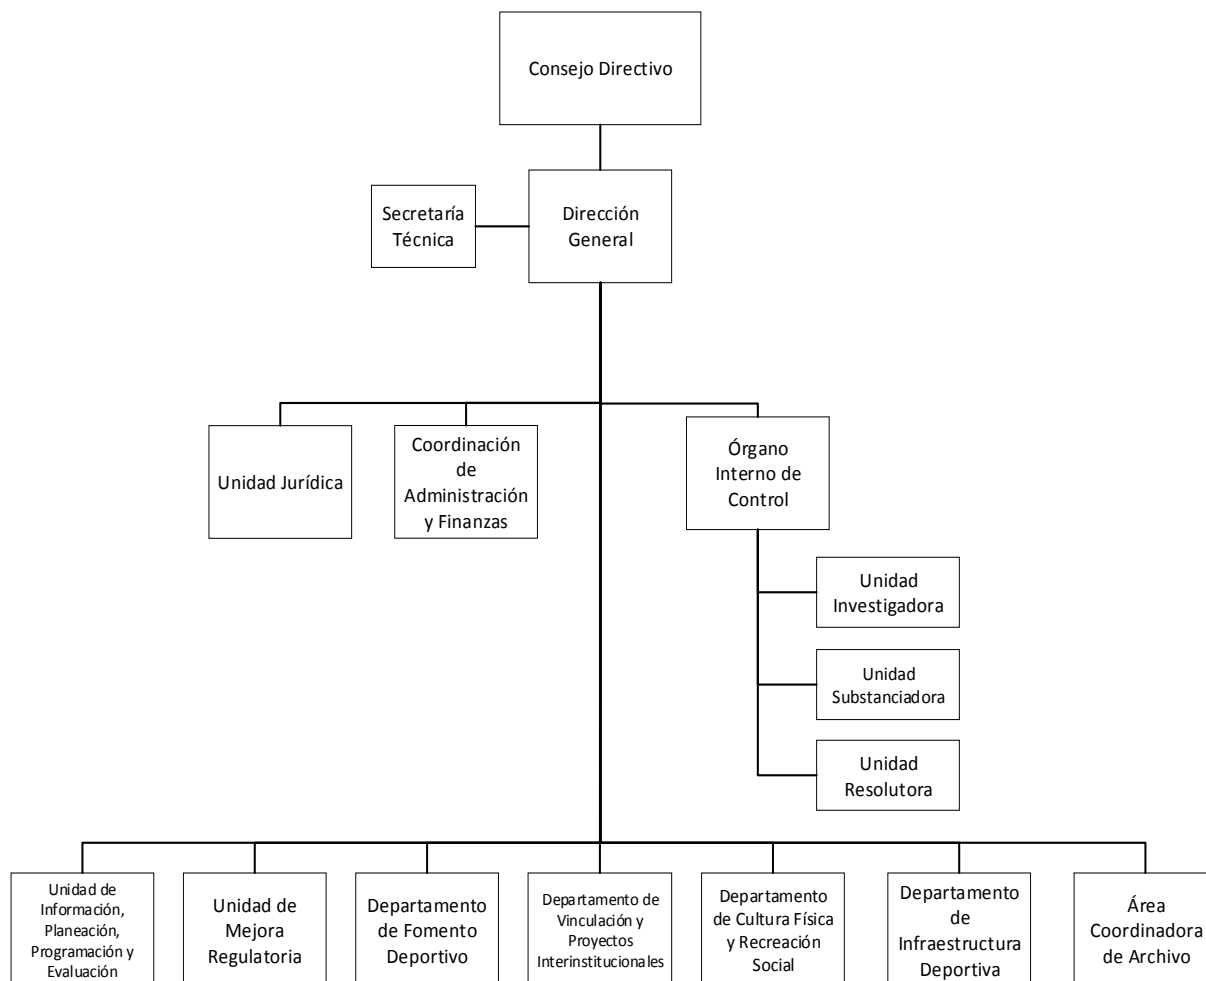 Consejo Directivo
Secretaría
Técnica
Dirección
General
Unidad Jurídica
Coordinación
de
Administración
y Finanzas
Órgano
Interno de
Control
Unidad
Investigadora
Unidad
Substanciadora
Unidad
Resolutora
Unidad de
Información,
Planeación,
Programación y
Evaluación
Unidad de
Mejora
Regulatoria
Departamento
de Fomento
Deportivo
Departamento de
Vinculación y
Proyectos
Interinstitucionales
Departamento
de Cultura Física
y Recreación
Social
Departamento
de
Infraestructura
Deportiva
Área
Coordinadora
de Archivo